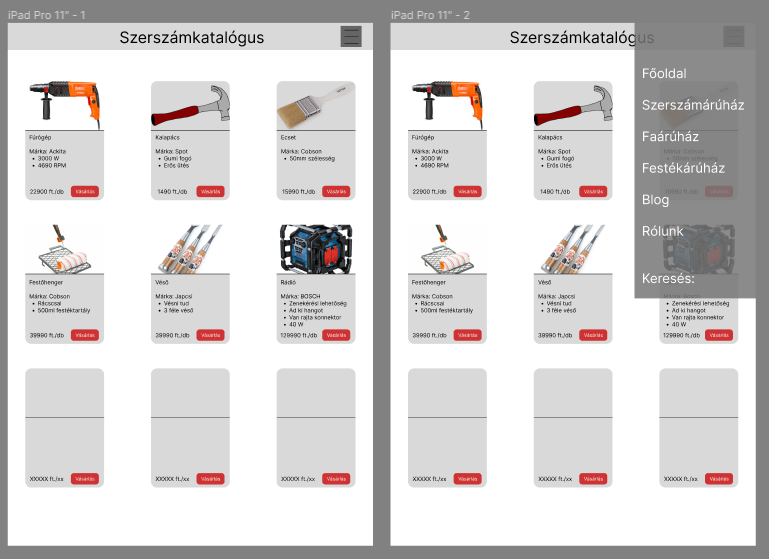 iPad Pro 11" - 1
Szerszámkatalógus
Fúrógép
Márka: Ackita
• 3000 W
• 4690 RPM
22900 ft./db
Vásárlás
Kalapács
Márka: Spot
• Gumi fogó
• Erős ütés
1490 ft./db
Vásárlás
Ecset
Márka: Cobson
• 50mm szélesség
15990 ft./db
Vásárlás
Festőhenger
Márka: Cobson
• Rácscsai
• 500ml festéktartály
39990 ft./db
Vásárlás
Véső
Márka: Japcsi
• Vésni tud
• 3 féle véső
39990 ft./db
Vásárlás
Rádió
Márka: BOSCH
• Zenekérési lehetőség
• Ad ki hangot
• Van rajta konnektor
• 40 W
129990 ft./db
Vásárlás
XXXXX ft./xx
Vásárlás
XXXXX ft./xx
Vásárlás
XXXXX ft./xx
Vásárlás
iPad Pro 11" - 2
Szerszámkatalógus
Főoldal
Szerszámárúház
Faárúház
Festékárúház
Blog
Rólunk
Keresés:
Fúrógép
Márka: Ackita
• 3000 W
• 4690 RPM
22900 ft./db
Vásárlás
Kalapács
Márka: Spot
• Gumi fogó
• Erős ütés
1490 ft./db
Vásárlás
Festőhenger
Márka: Cobson
• Rácscsai
• 500ml festéktartály
39990 ft./db
Vásárlás
Véső
Márka: Japcsi
• Vésni tud
• 3 féle véső
39990 ft./db
Vásárlás
• Zenekérési lehetőség
• Ad ki hangot
• Van rajta konnektor
• 40 W
129990 ft./db
Vásárlás
XXXXX ft./xx
Vásárlás
XXXXX ft./xx
Vásárlás
XXXXX ft./xx
Vásárlás